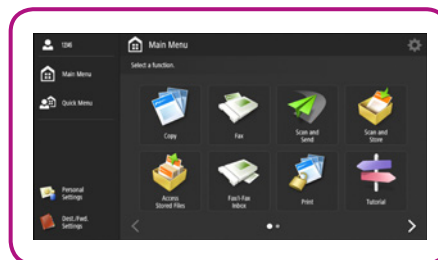 1246
Main Menu
Select a function.
Main Menu
Quick Menu
Copy
Fax
Scan and
Send
Scan and
Store
Access
Stored Files
Fax/I-Fax
Inbox
Print
Tutorial
Personal
Settings
Dest./Fwd.
Settings